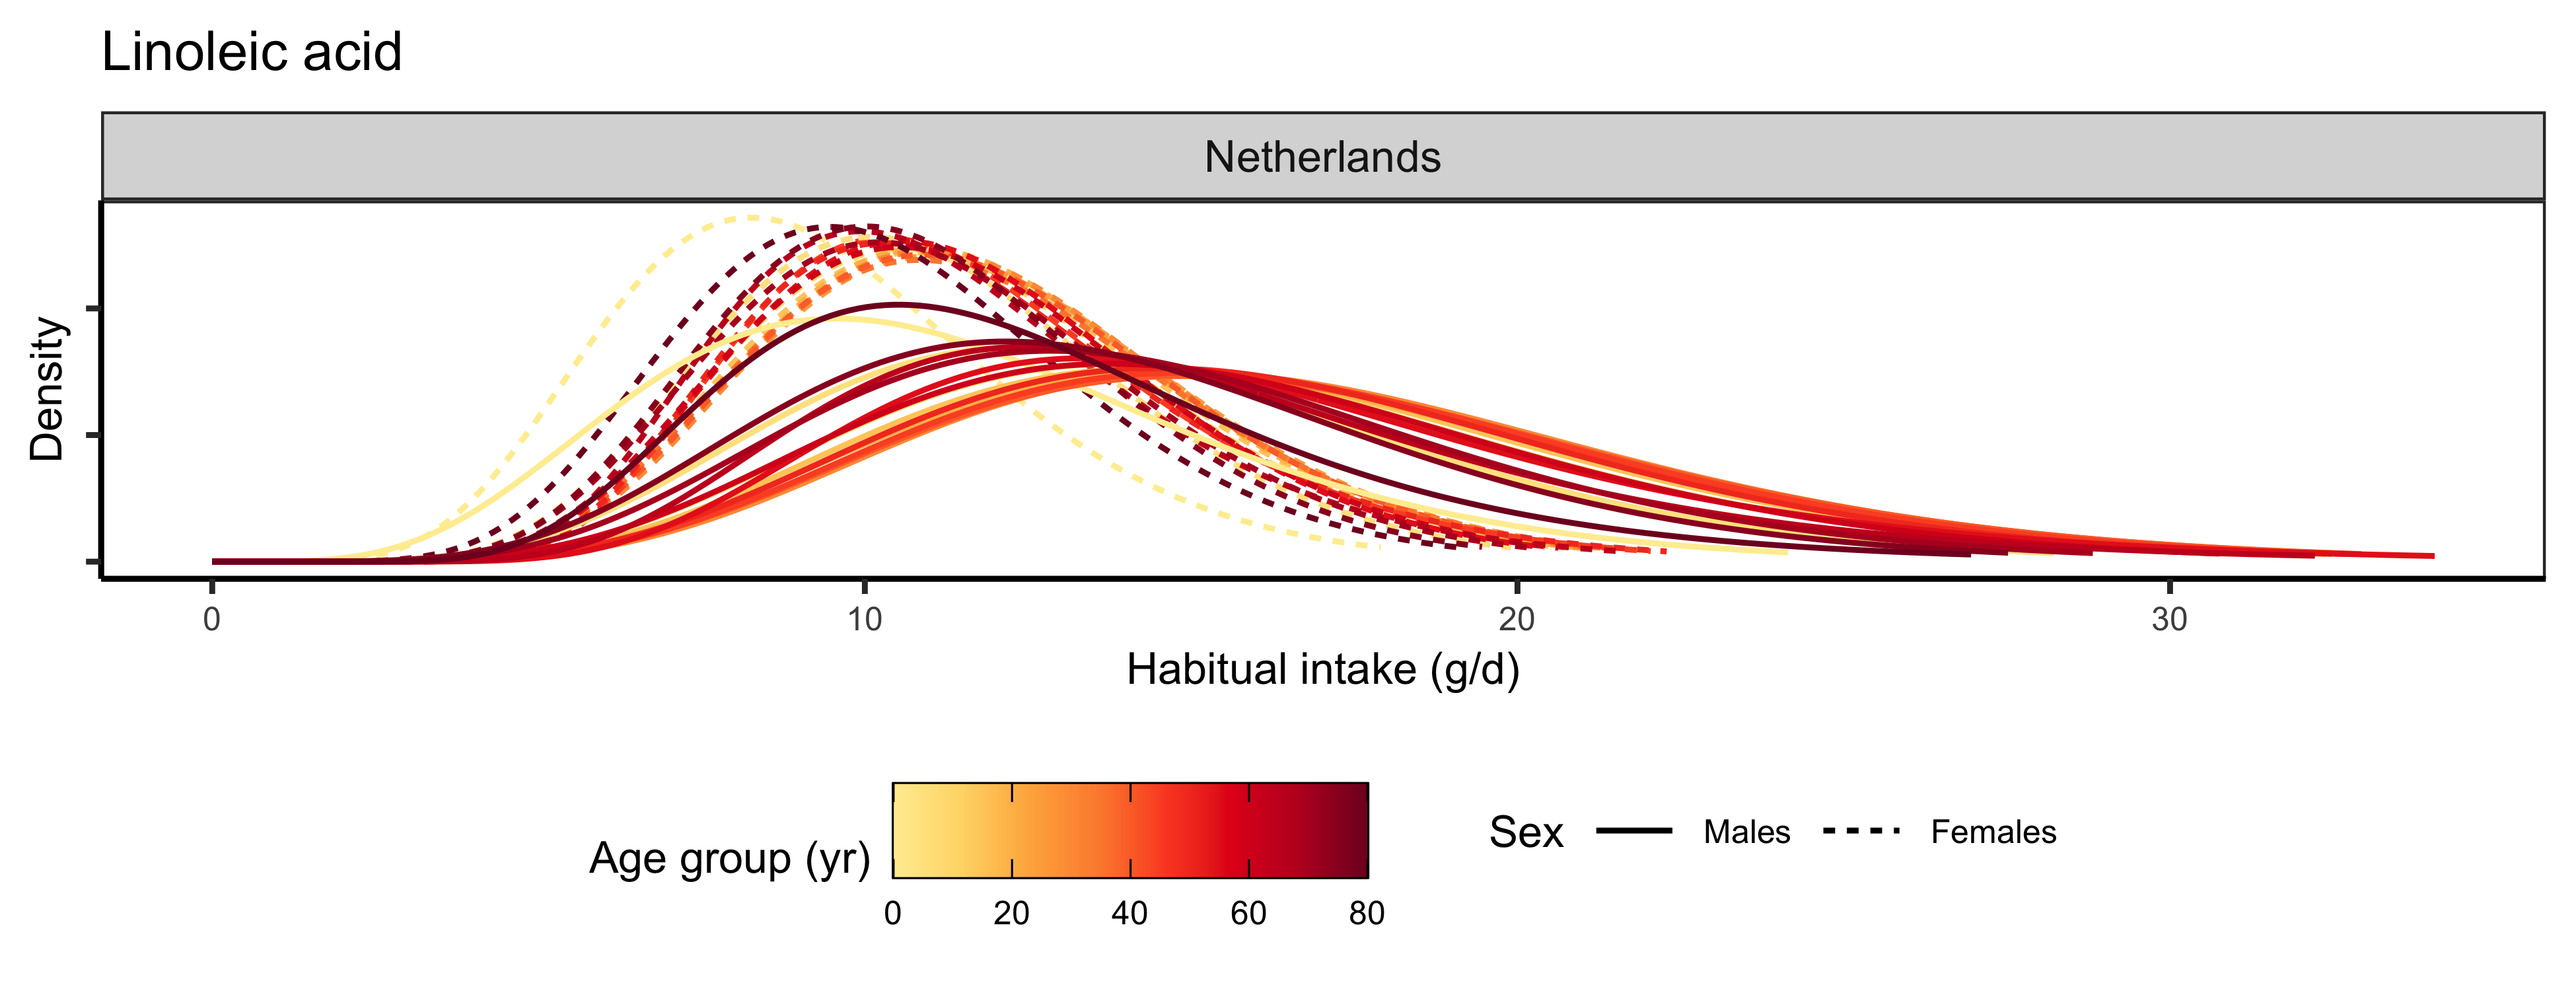 Linoleic acid
Netherlands
Density
0 10 20 30
Habitual intake (g/d)
Age group (yr)
0 20 40 60 80
Sex Males Females